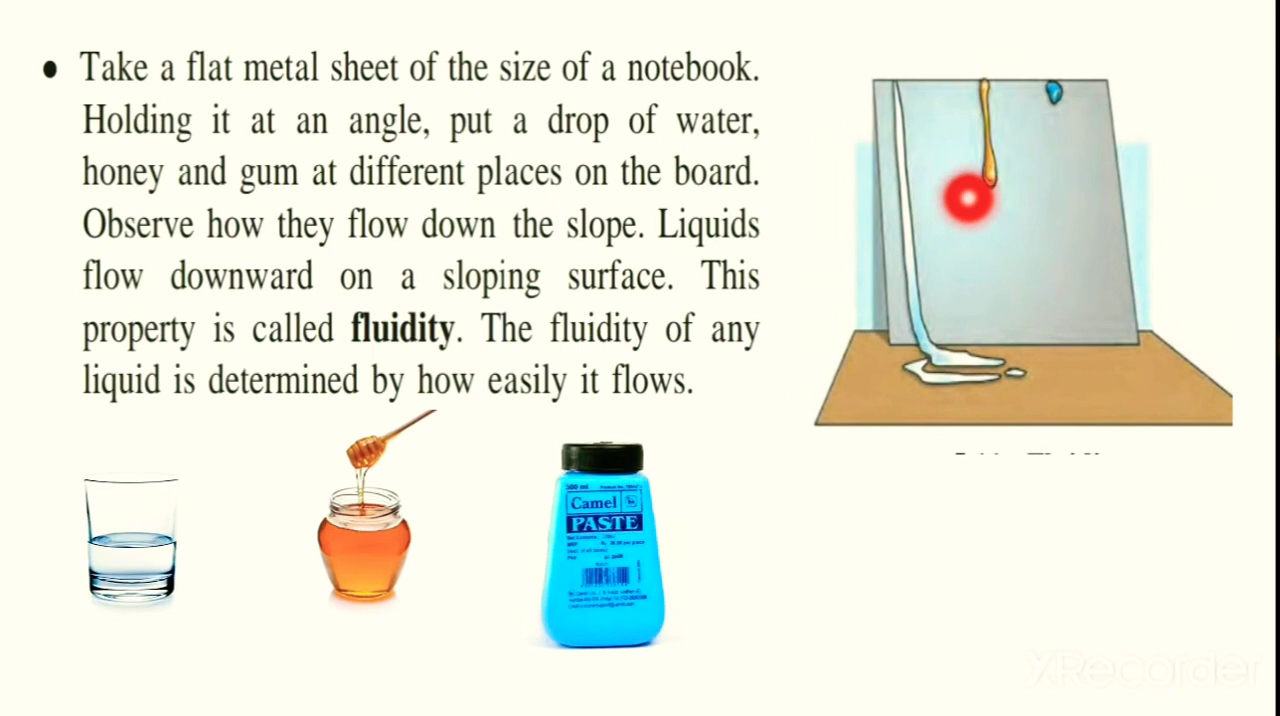 • Take a flat metal sheet of the size of a notebook.
Holding it at an angle, put a drop of water,
honey and gum at different places on the board.
Observe how they flow down the slope. Liquids
flow downward on a sloping surface. This
property is called fluidity. The fluidity of any
liquid is determined by how easily it flows.
Camel
PASTE
XRecorder